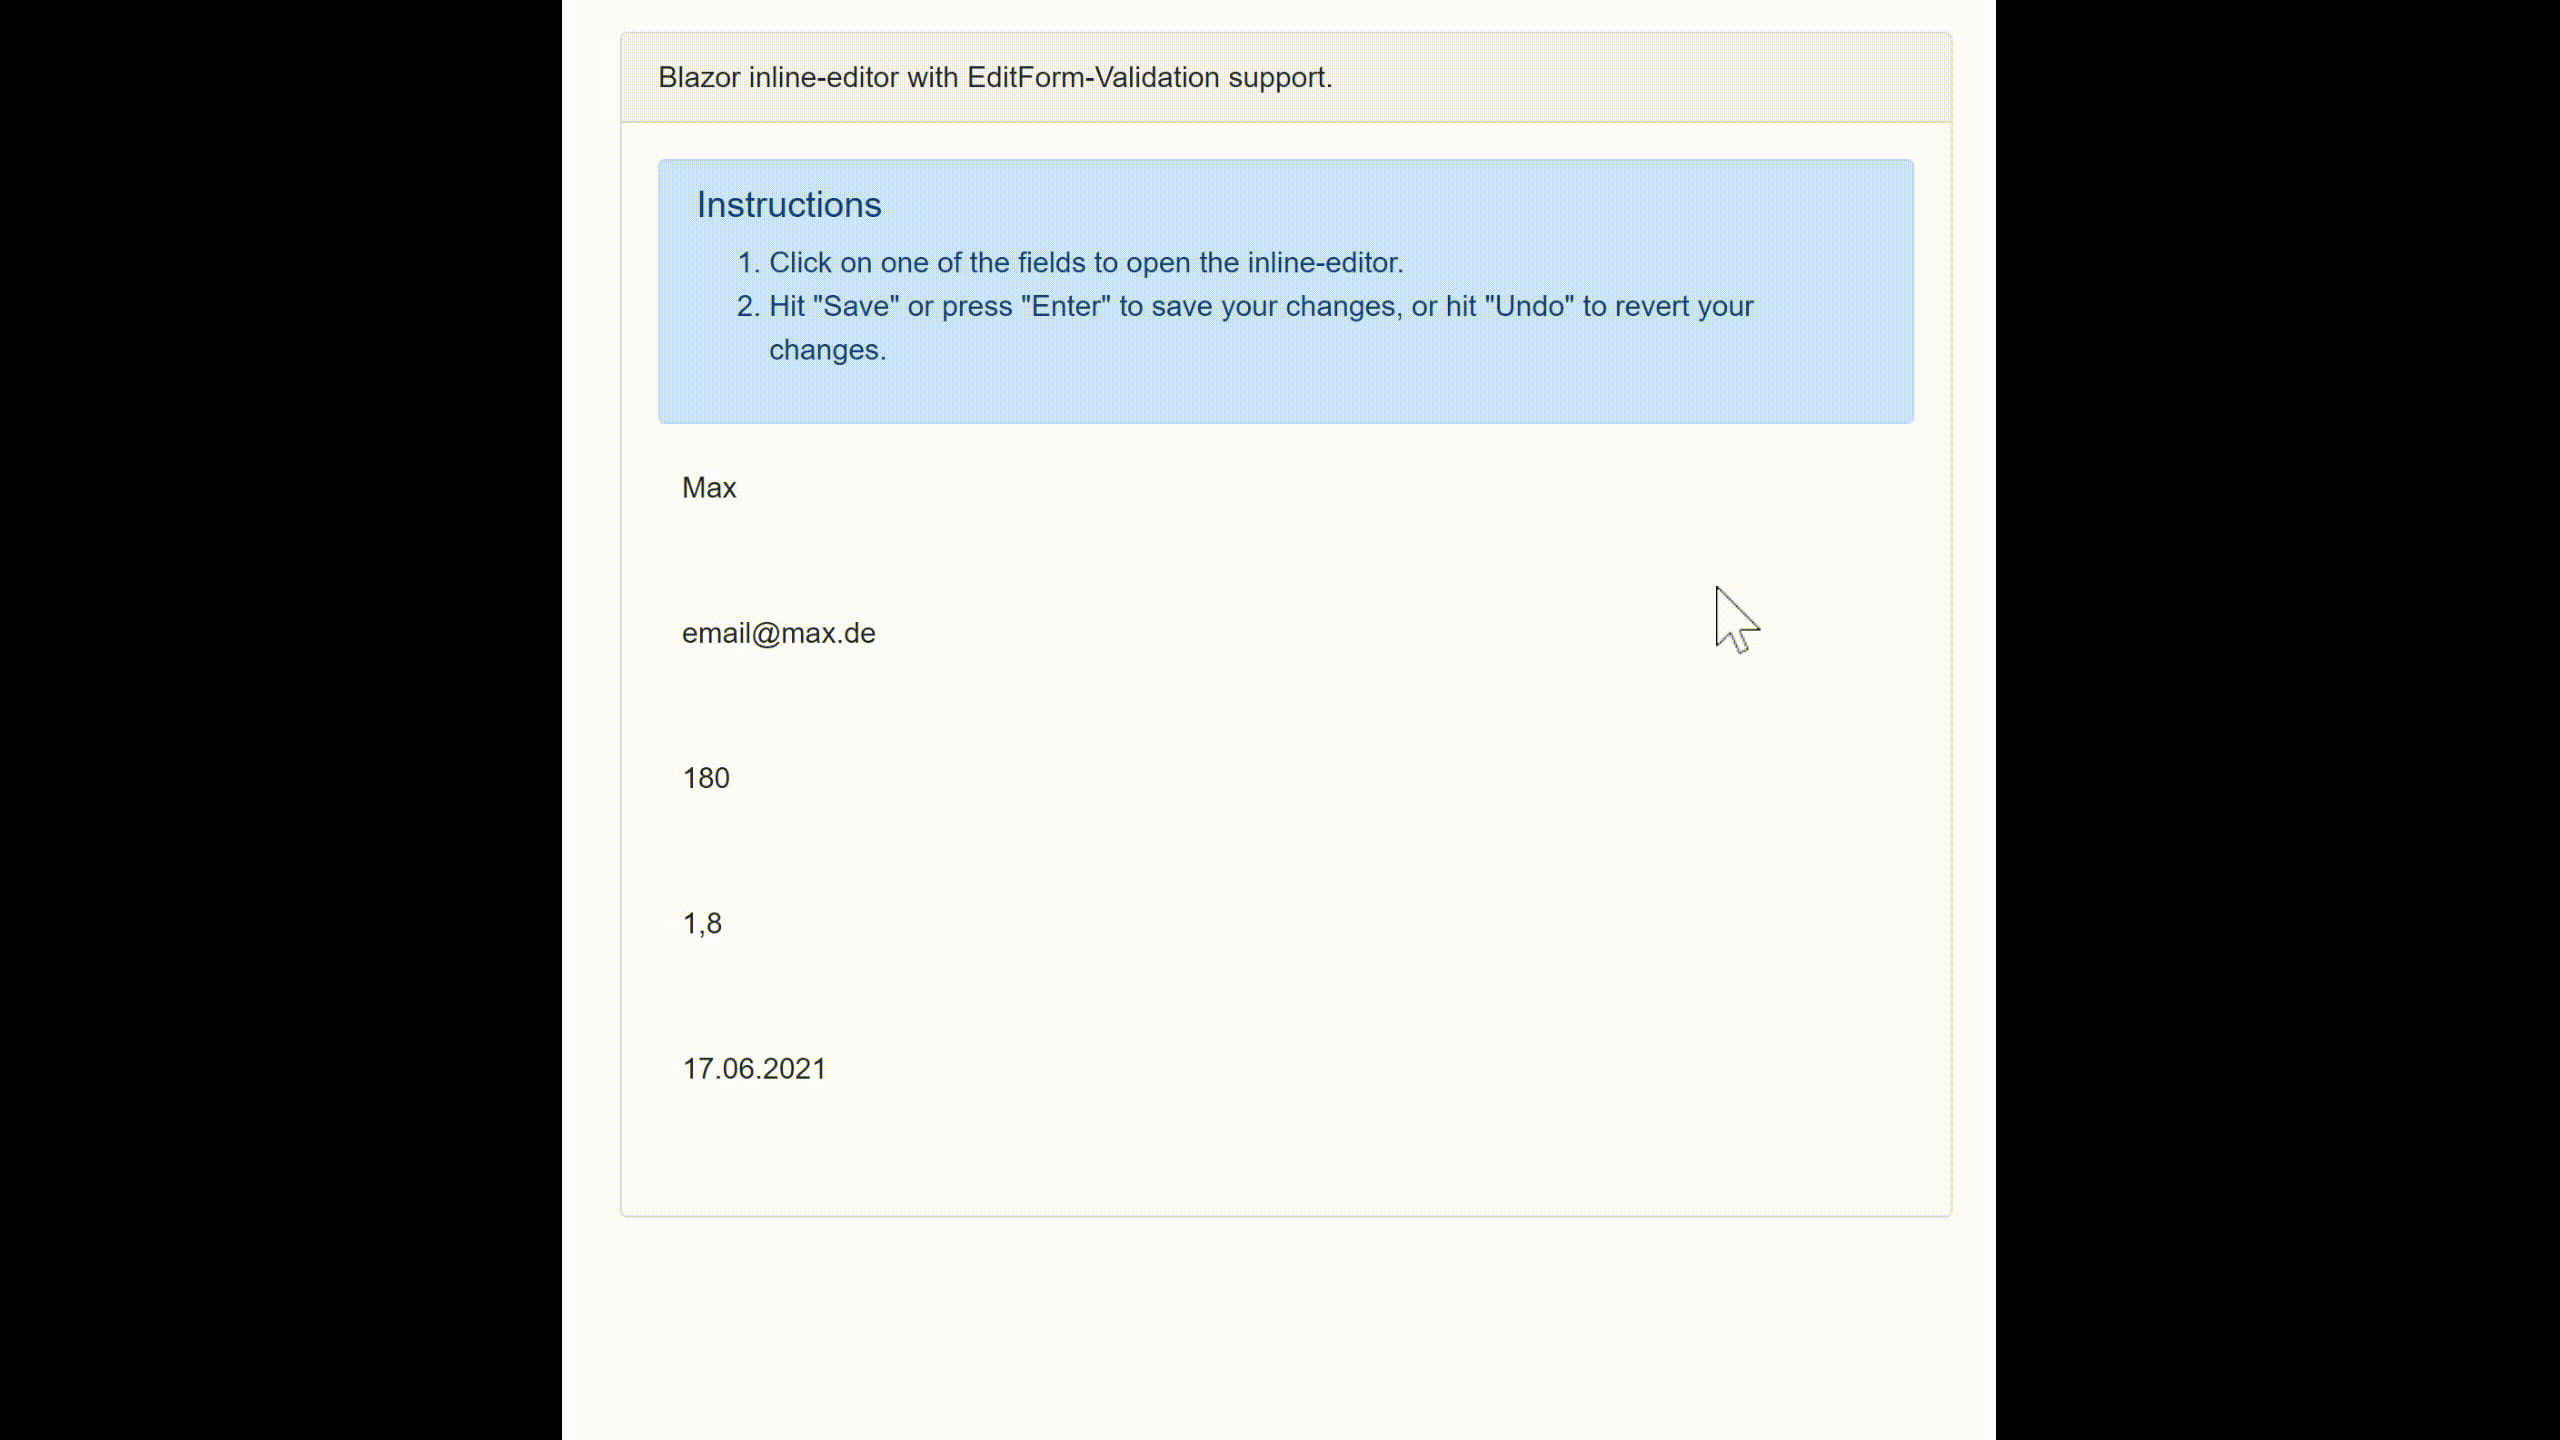 Blazor inline-editor with EditForm-Validation support.
Instructions
1. Click on one of the fields to open the inline-editor.
2. Hit "Save" or press "Enter" to save your changes, or hit "Undo" to revert your
changes.
Max
email@max.de
180
1,8
17.06.2021